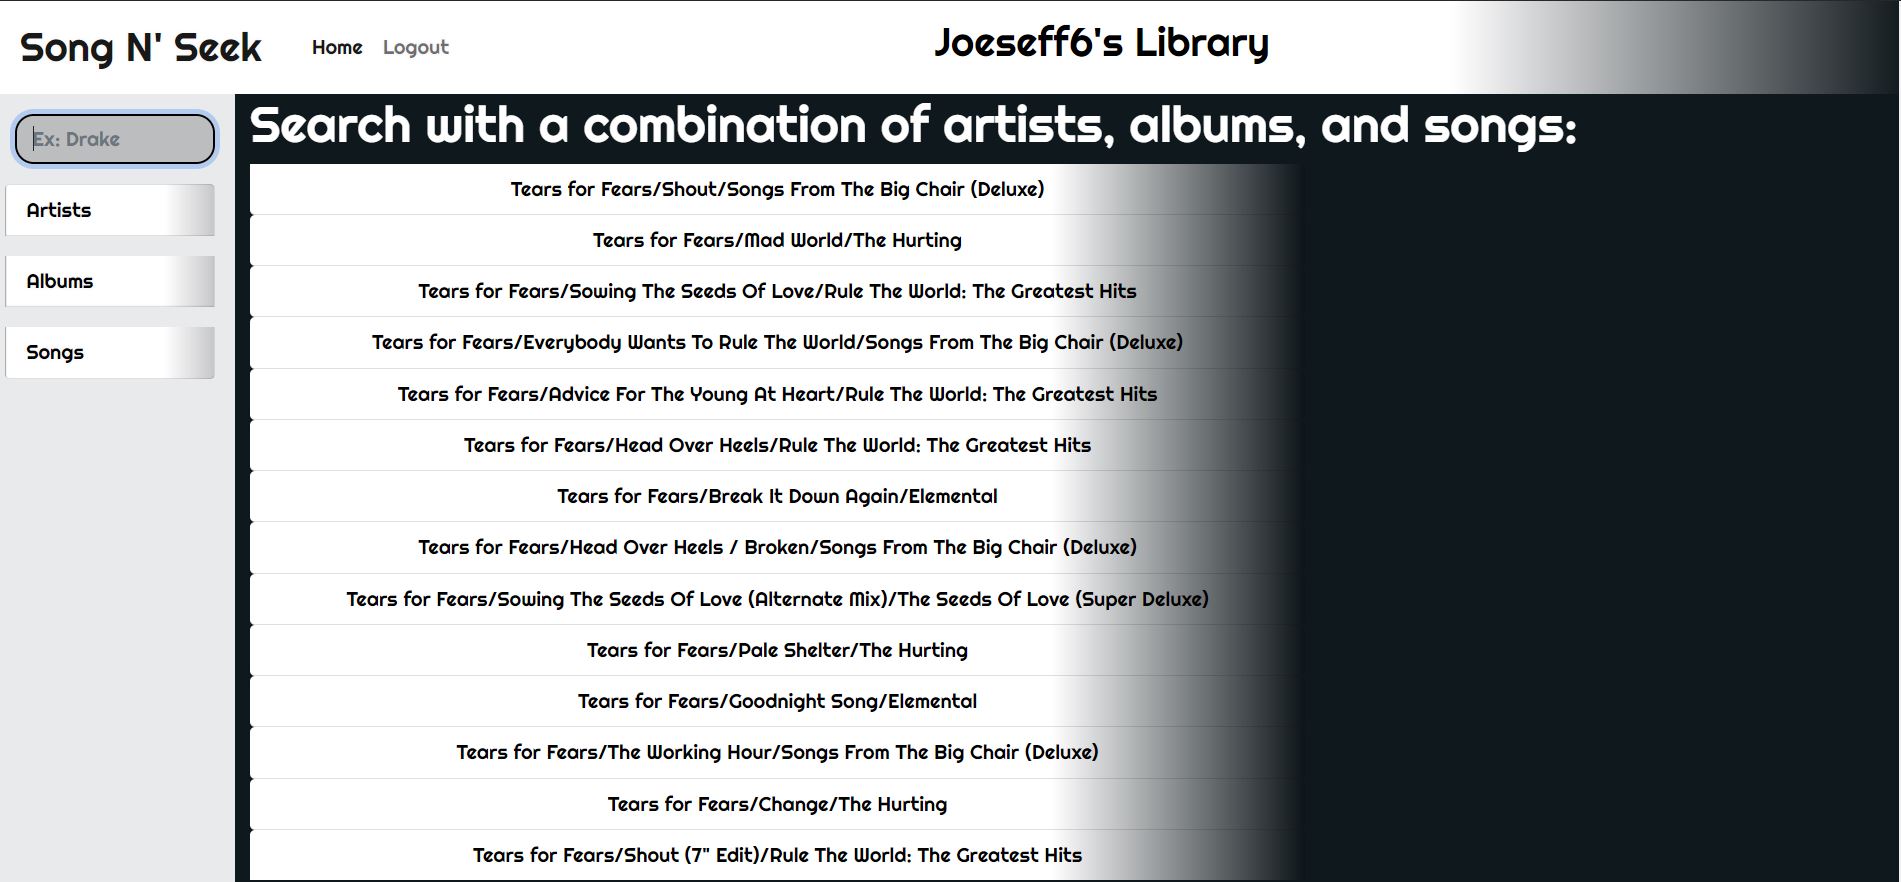 Song N' Seek
Home
Logout
Joeseff6's Library
Ex: Drake
Artists
Albums
Songs
Search with a combination of artists, albums, and songs:
Tears for Fears/Shout/Songs From The Big Chair (Deluxe)
Tears for Fears/Mad World/The Hurting
Tears for Fears/Sowing The Seeds Of Love/Rule The World: The Greatest Hits
Tears for Fears/Everybody Wants To Rule The World/Songs From The Big Chair (Deluxe)
Tears for Fears/Advice For The Young At Heart/Rule The World: The Greatest Hits
Tears for Fears/Head Over Heels/Rule The World: The Greatest Hits
Tears for Fears/Break It Down Again/Elemental
Tears for Fears/Head Over Heels / Broken/Songs From The Big Chair (Deluxe)
Tears for Fears/Sowing The Seeds Of Love (Alternate Mix)/The Seeds Of Love (Super Deluxe)
Tears for Fears/Pale Shelter/The Hurting
Tears for Fears/Goodnight Song/Elemental
Tears for Fears/The Working Hour/Songs From The Big Chair (Deluxe)
Tears for Fears/Change/The Hurting
Tears for Fears/Shout (7" Edit)/Rule The World: The Greatest Hits